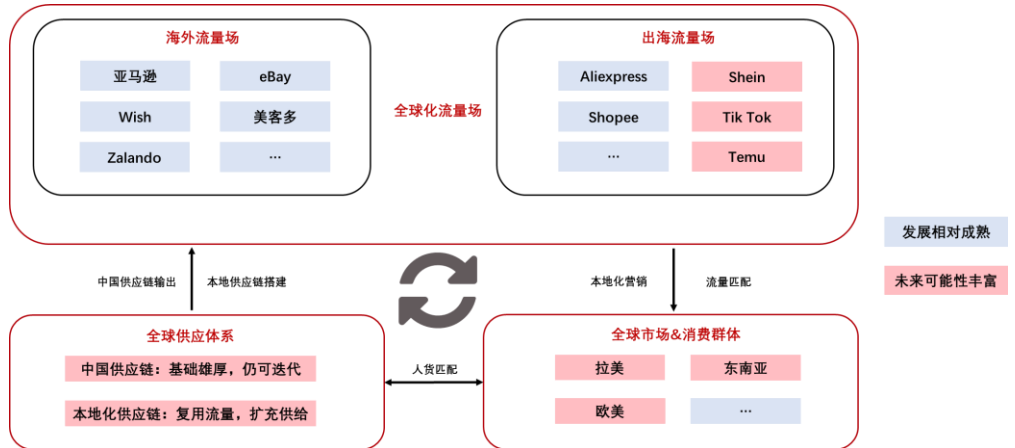 海外流量场
亚马逊
eBay
Wish
美客多
Zalando
...
全球化流量场
出海流量场
Aliexpress
Shein
Shopee
Tik Tok
...
Temu
发展相对成熟
未来可能性丰富
中国供应链输出
本地供应链搭建
本地化营销
流量匹配
全球供应体系
中国供应链：基础雄厚，仍可迭代
本地化供应链：复用流量，扩充供给
人货匹配
全球市场&消费群体
拉美
东南亚
欧美
...